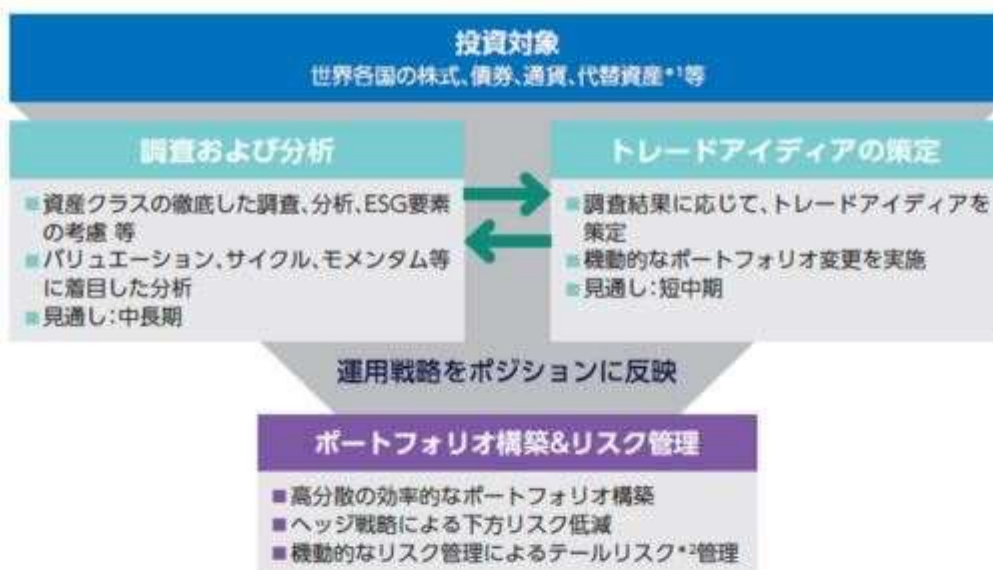 投資対象
世界各国の株式、債券、通貨、代替資産*1等
調査および分析
■資産クラスの徹底した調査、分析、ESG要素
の考慮 等
■バリュエーション、サイクル、モメンタム等
に着目した分析
■見通し:中長期
トレードアイディアの策定
■調査結果に応じて、トレードアイディアを
策定
■機動的なポートフォリオ変更を実施
■見通し:短中期
運用戦略をポジションに反映
ポートフォリオ構築&リスク管理
■高分散の効率的なポートフォリオ構築
■ヘッジ戦略による下方リスク低減
■機動的なリスク管理によるテールリスク*2管理